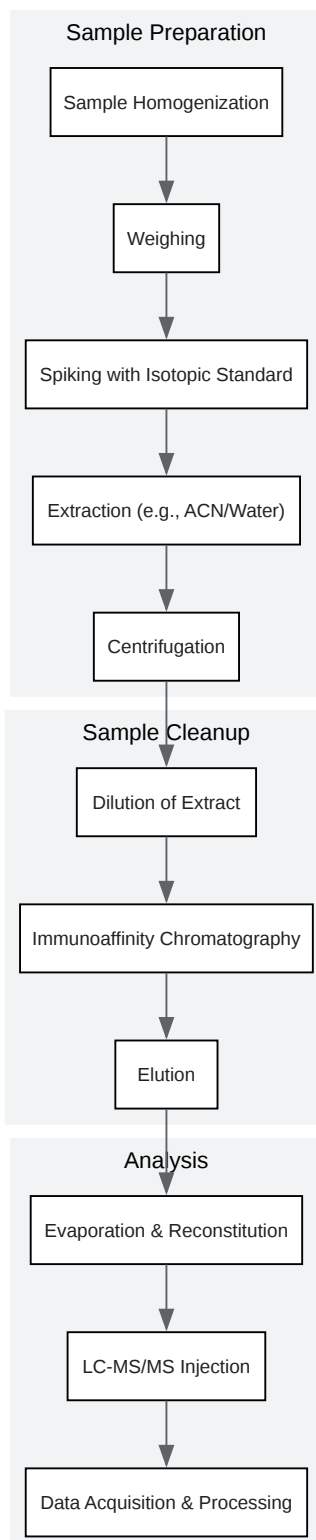 Sample Preparation
Sample Homogenization
Weighing
Spiking with Isotopic Standard
Extraction (e.g., ACN/Water)
Centrifugation
Sample Cleanup
Dilution of Extract
Immunoaffinity Chromatography
Elution
Analysis
Evaporation & Reconstitution
LC-MS/MS Injection
Data Acquisition & Processing